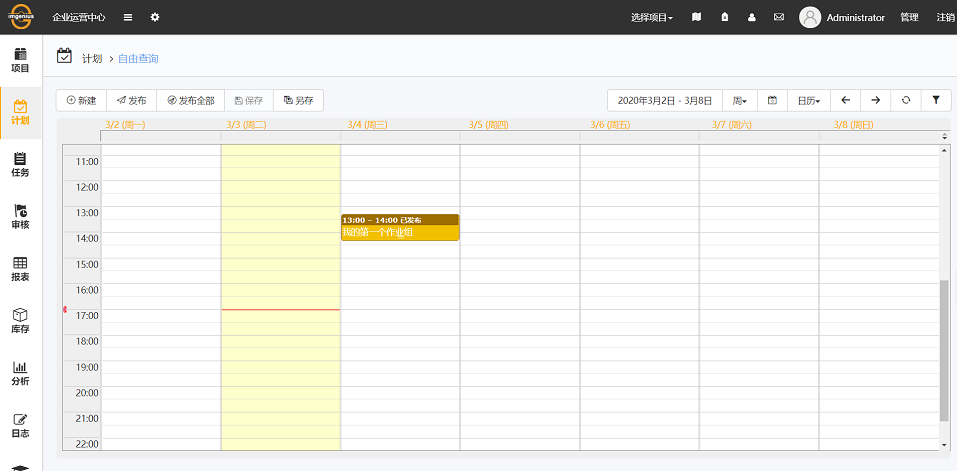 imgenius
企业运营中心
选择项目
Administrator
管理
注销
项目
计划
任务
审核
报表
库存
分析
日志
计划 > 自由查询
新建 发布 发布全部 保存 另存
2020年3月2日 - 3月8日 周 日历
3/2 (周一) 3/3 (周二) 3/4 (周三) 3/5 (周四) 3/6 (周五) 3/7 (周六) 3/8 (周日)
11:00
12:00
13:00
13:00 - 14:00 已发布
我的第一个作业组
14:00
15:00
16:00
17:00
18:00
19:00
20:00
21:00
22:00